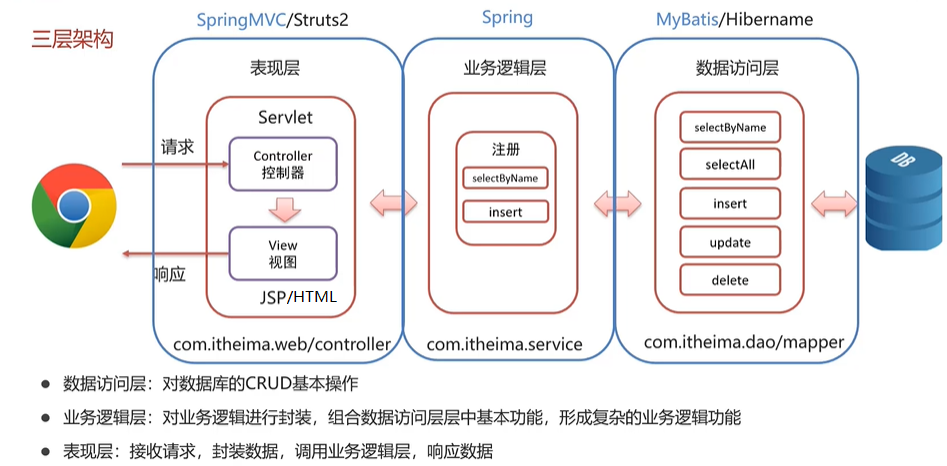 三层架构
SpringMVC/Struts2
Spring
MyBatis/Hibername
表现层
业务逻辑层
数据访问层
Servlet
请求
Controller
控制器
View
视图
响应
JSP/HTML
注册
selectByName
insert
selectByName
selectAll
insert
update
delete
DB
com.itheima.web/controller
com.itheima.service
com.itheima.dao/mapper
● 数据访问层：对数据库的CRUD基本操作
● 业务逻辑层：对业务逻辑进行封装，组合数据访问层层中基本功能，形成复杂的业务逻辑功能
● 表现层：接收请求，封装数据，调用业务逻辑层，响应数据